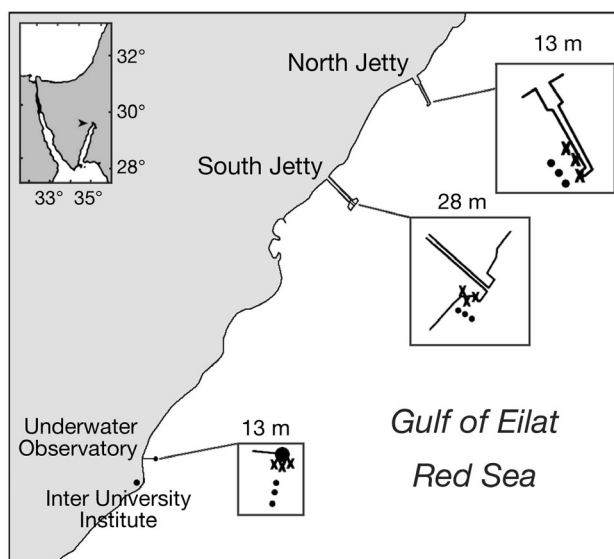 32°
30°
28°
33° 35°
North Jetty
13 m
South Jetty
28 m
Underwater
Observatory
13 m
Inter University
Institute
Gulf of Eilat
Red Sea